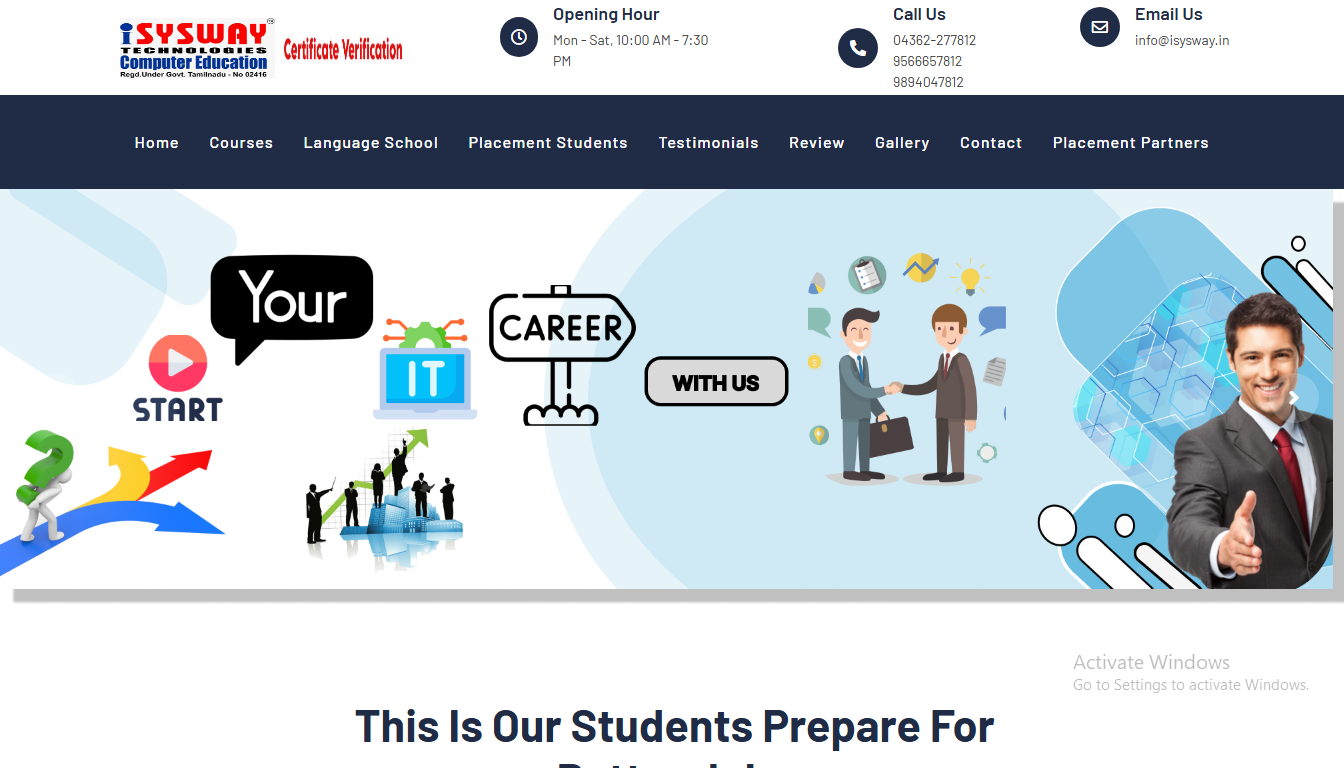 iSYSWAY
TECHNOLOGIES
Computer Education
Regd.Under Govt. Tamilnadu - No 02416
Certificate Verification
Opening Hour
Mon - Sat, 10:00 AM - 7:30
PM
Call Us
04362-277812
9566657812
9894047812
Email Us
info@isysway.in
Home Courses Language School Placement Students Testimonials Review Gallery Contact Placement Partners
START
Your
IT
CAREER
WITH US
Activate Windows
Go to Settings to activate Windows.
This Is Our Students Prepare For